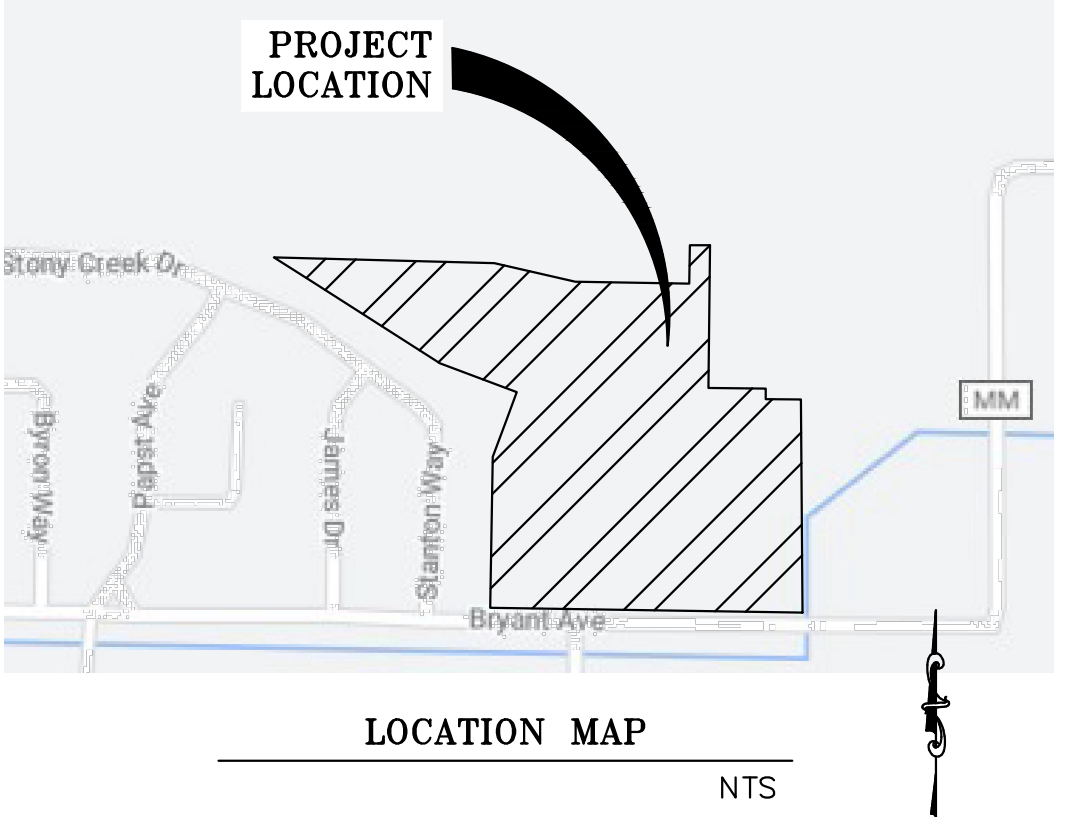 PROJECT
LOCATION
Stony Creek Dr
MM
Byron Way
Papst Ave
James Dr
Stanton Way
Bryant Ave
LOCATION MAP
NTS